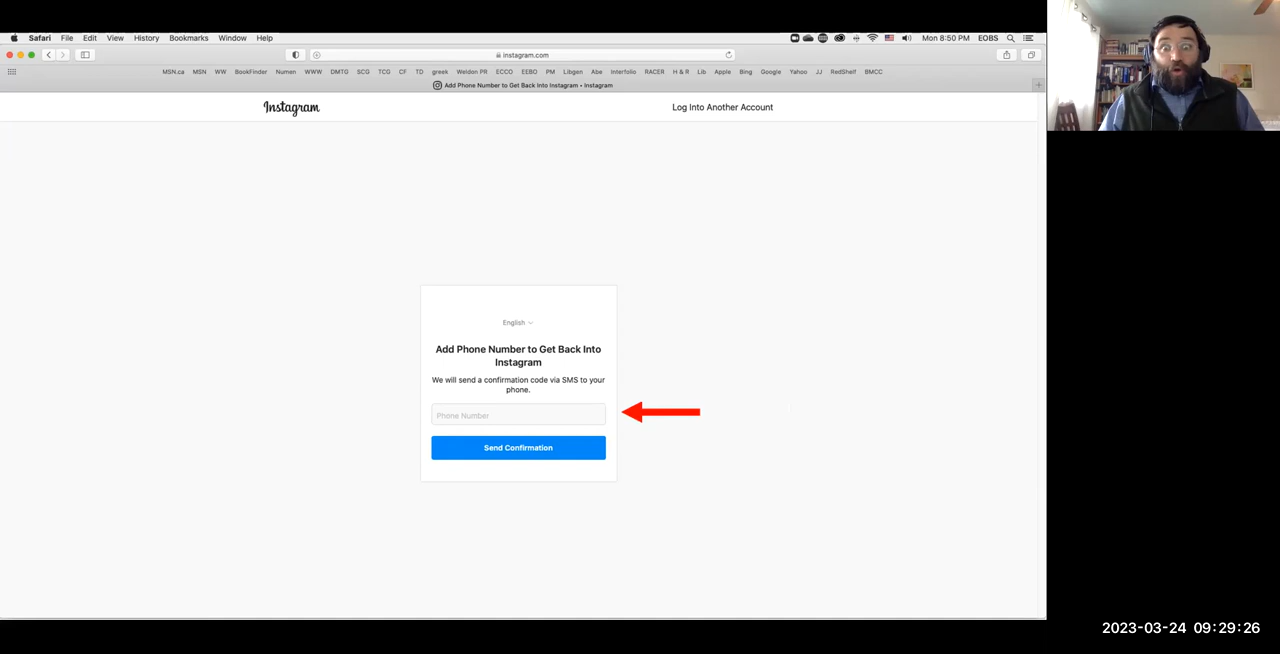 Safari File Edit View History Bookmarks Window Help Mon 8:50 PM EOBS
instagram.com
MSN.ca MSN WW BookFinder Numen WWW DMTG SCG TCG CF TD greek Weldon PR ECCO EEBO PM Libgen Abe Interfolio RACER H & R Lib Apple Bing Google Yahoo JJ RedShelf BMCC
Add Phone Number to Get Back Into Instagram • Instagram
Instagram Log Into Another Account
English
Add Phone Number to Get Back Into
Instagram
We will send a confirmation code via SMS to your
phone.
Phone Number
Send Confirmation
2023-03-24 09:29:26